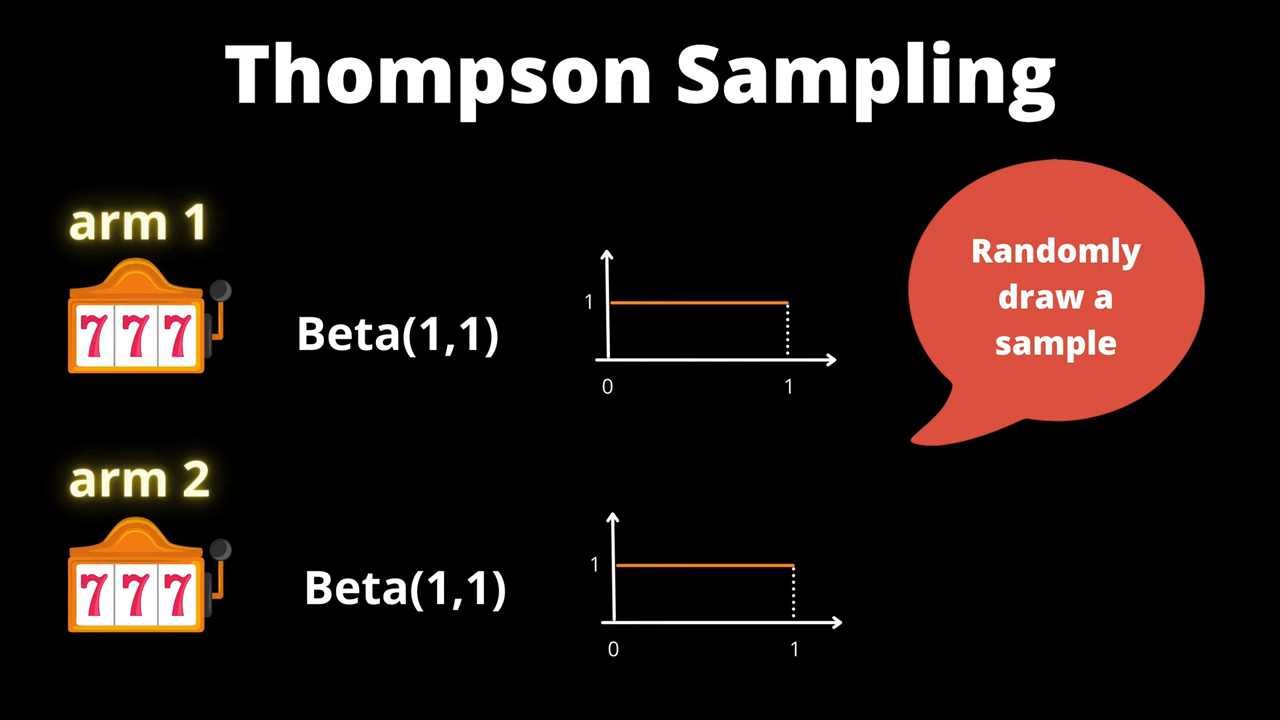 Thompson Sampling
arm 1
777
Beta(1,1)
1
0
1
Randomly
draw a
sample
arm 2
777
Beta(1,1)
1
0
1